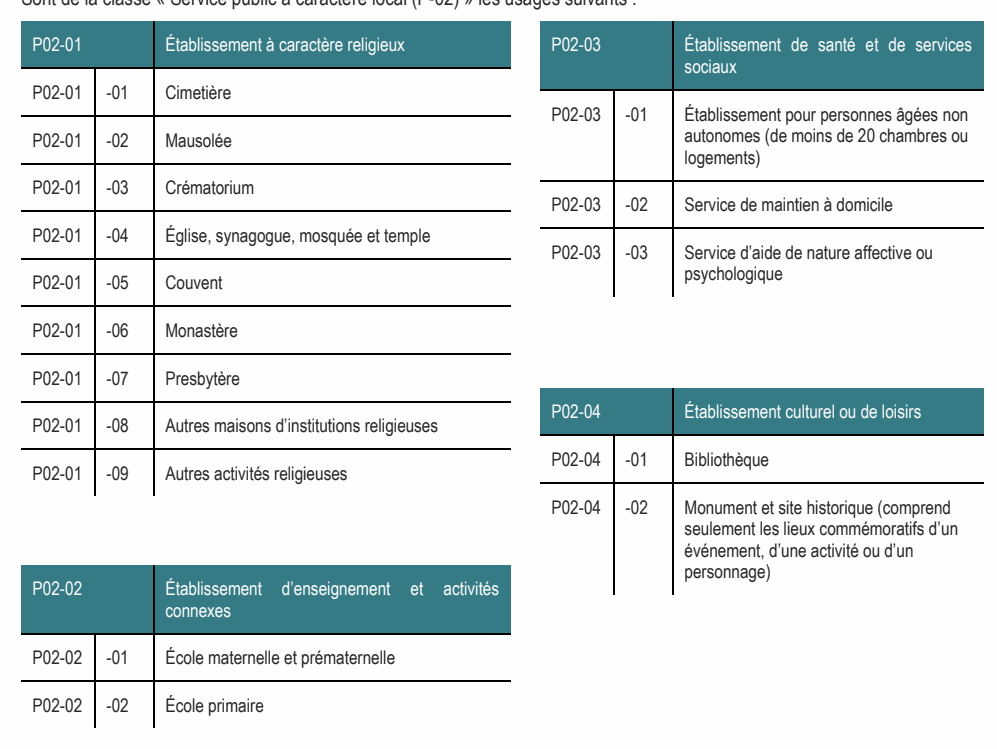 Sont de la classe « Service public à caractère local (P-02) » les usages suivants :
P02-01 Établissement à caractère religieux
P02-01 -01 Cimetière
P02-01 -02 Mausolée
P02-01 -03 Crématorium
P02-01 -04 Église, synagogue, mosquée et temple
P02-01 -05 Couvent
P02-01 -06 Monastère
P02-01 -07 Presbytère
P02-01 -08 Autres maisons d'institutions religieuses
P02-01 -09 Autres activités religieuses
P02-02 Établissement d'enseignement et activités
connexes
P02-02 -01 École maternelle et prématernelle
P02-02 -02 École primaire
P02-03 Établissement de santé et de services
sociaux
P02-03 -01 Établissement pour personnes âgées non
autonomes (de moins de 20 chambres ou
logements)
P02-03 -02 Service de maintien à domicile
P02-03 -03 Service d'aide de nature affective ou
psychologique
P02-04 Établissement culturel ou de loisirs
P02-04 -01 Bibliothèque
P02-04 -02 Monument et site historique (comprend
seulement les lieux commémoratifs d'un
événement, d'une activité ou d'un
personnage)